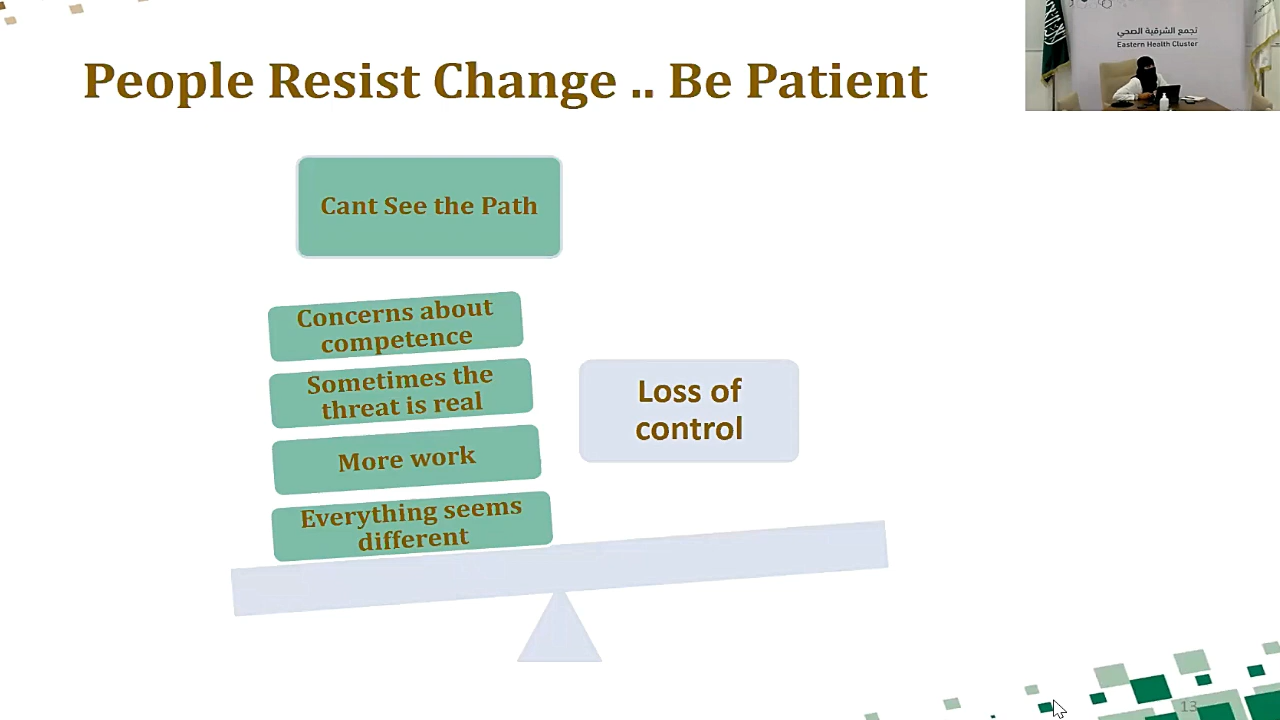 People Resist Change .. Be Patient
تجمع الشرقية الصحي
Eastern Health Cluster
Cant See the Path
Concerns about
competence
Sometimes the
threat is real
More work
Everything seems
different
Loss of
control
13